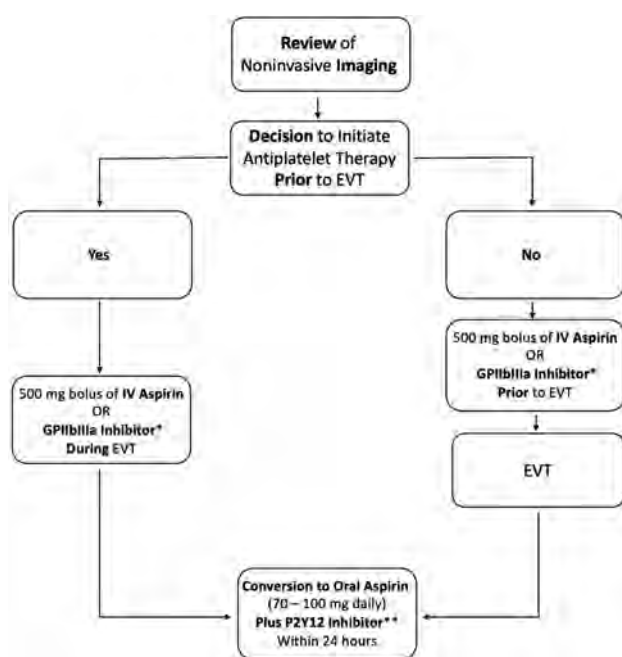 Review of
Noninvasive Imaging
Decision to Initiate
Antiplatelet Therapy
Prior to EVT
Yes
No
500 mg bolus of IV Aspirin
OR
GPIIbIIIa Inhibitor*
During EVT
500 mg bolus of IV Aspirin
OR
GPIIbIIIa Inhibitor*
Prior to EVT
EVT
Conversion to Oral Aspirin
(70 – 100 mg daily)
Plus P2Y12 Inhibitor**
Within 24 hours